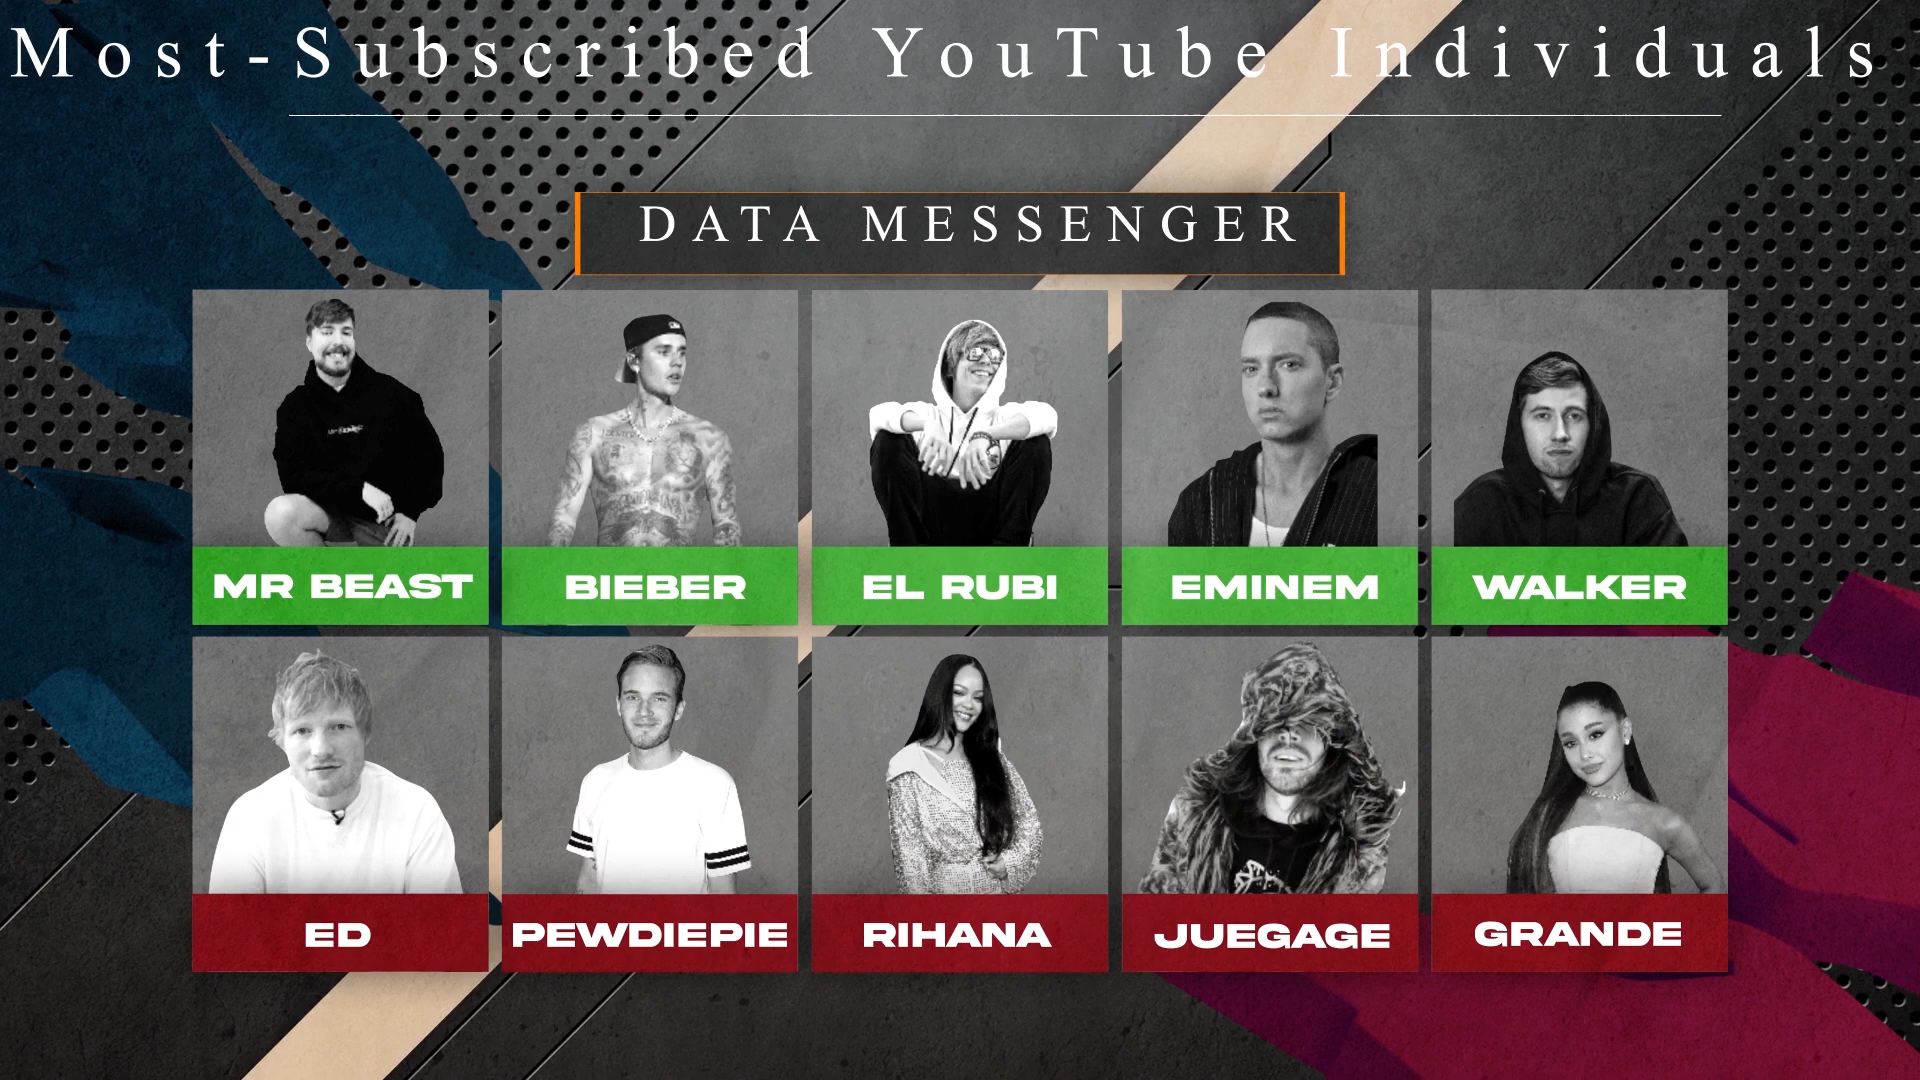 Most-Subscribed YouTube Individuals
DATA MESSENGER
MR BEAST
BIEBER
EL RUBI
EMINEM
WALKER
ED
PEWDIEPIE
RIHANA
JUEGAGE
GRANDE